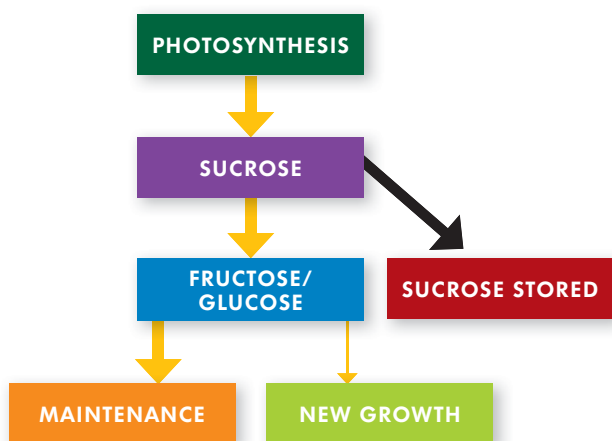 PHOTOSYNTHESIS
SUCROSE
FRUCTOSE/
GLUCOSE
SUCROSE STORED
MAINTENANCE
NEW GROWTH